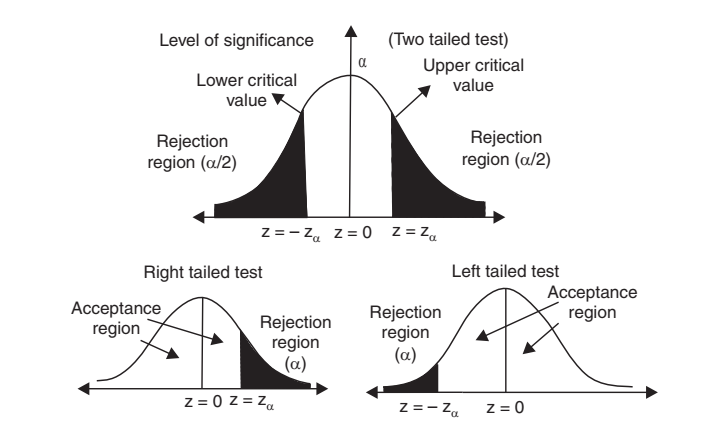 Level of significance
(Two tailed test)
α
Lower critical
value
Upper critical
value
Rejection
region (α/2)
Rejection
region (α/2)
z = – zα z = 0 z = zα
Right tailed test
Acceptance
region
Rejection
region
(α)
z = 0 z = zα
Left tailed test
Acceptance
region
Rejection
region
(α)
z = – zα z = 0